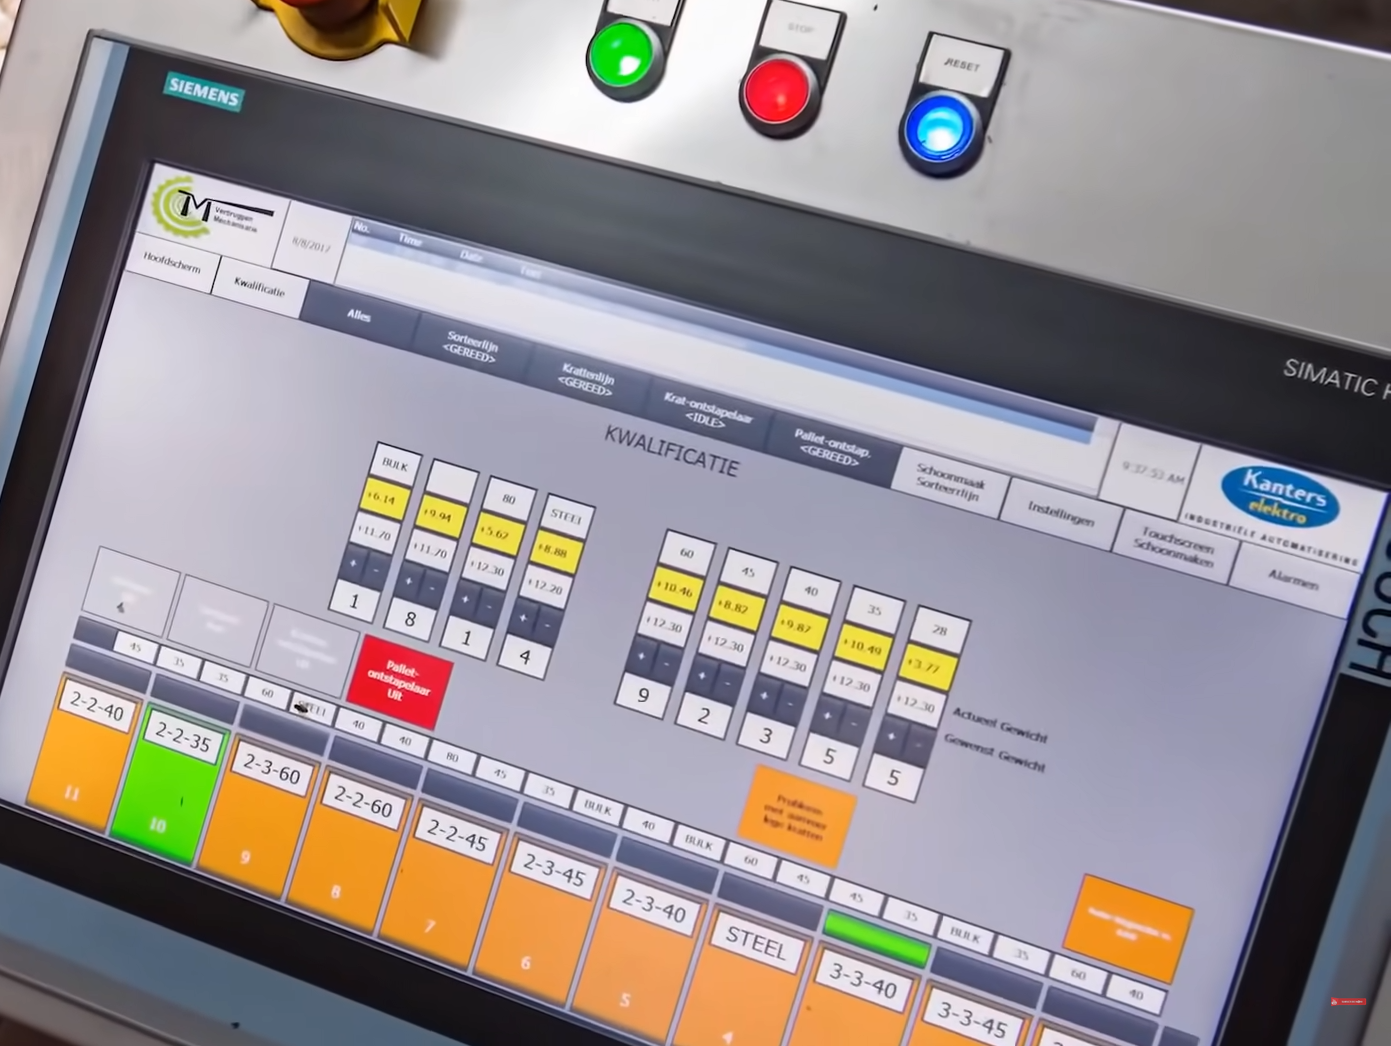 STOP
RESET
SIEMENS
SIMATIC
Verbruggen
Mechanisatie
8/8/2017
No. Time Date Text
9:37:53 AM
Kanters
elektro
INDUSTRIËLE AUTOMATISERING
Hoofdscherm
Kwalificatie
Alles
Sorteerlijn
<GEREED>
Krattenlijn
<GEREED>
Krat-ontstapelaar
<IDLE>
Pallet-ontstap.
<GEREED>
Schoonmaak
Sorteerlijn
Instellingen
Touchscreen
Schoonmaken
Alarmen
TOUCH
KWALIFICATIE
BULK 80 STEEL
+6.14 +9.94 +5.62 +8.88
+11.70 +11.70 +12.30 +12.20
+ - + - + - + -
1 8 1 4
60 45 40 35 28
+10.46 +8.82 +9.87 +10.49 +3.77
+12.30 +12.30 +12.30 +12.30 +12.30
+ - + - + - + - + -
9 2 3 5 5
Actueel Gewicht
Gewenst Gewicht
Pallet-
ontstapelaar
Uit
Probleem
met aanvoer
lege kratten
45 35 35 60 STEEL 40 40 80 45 35 BULK 40 BULK 60 45 45 35 BULK 35 60 40
2-2-40 2-2-35 2-3-60 2-2-60 2-2-45 2-3-45 2-3-40 STEEL 3-3-40 3-3-45
11 10 9 8 7 6 5 4